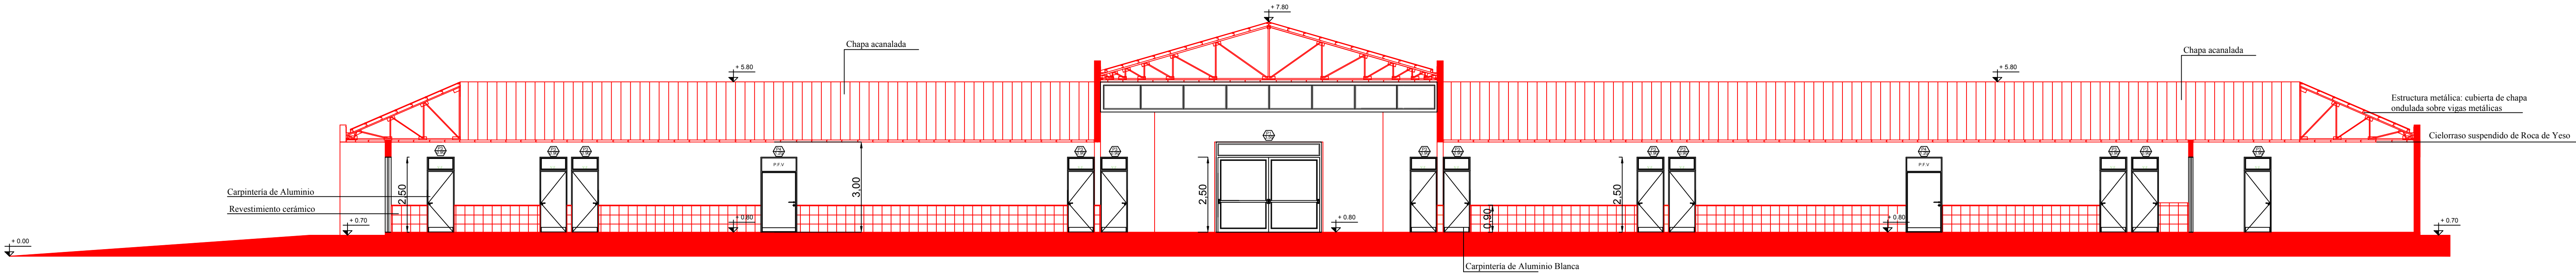 + 7.80
Chapa acanalada
Chapa acanalada
+ 5.80
+ 5.80
Estructura metálica: cubierta de chapa
ondulada sobre vigas metálicas
Cielorraso suspendido de Roca de Yeso
P.F.V
P.F.V
2,50
3,00
2,50
2,50
0,90
Carpintería de Aluminio
Revestimiento cerámico
+ 0.70
+ 0.80
+ 0.80
+ 0.80
+ 0.70
+ 0.00
Carpintería de Aluminio Blanca